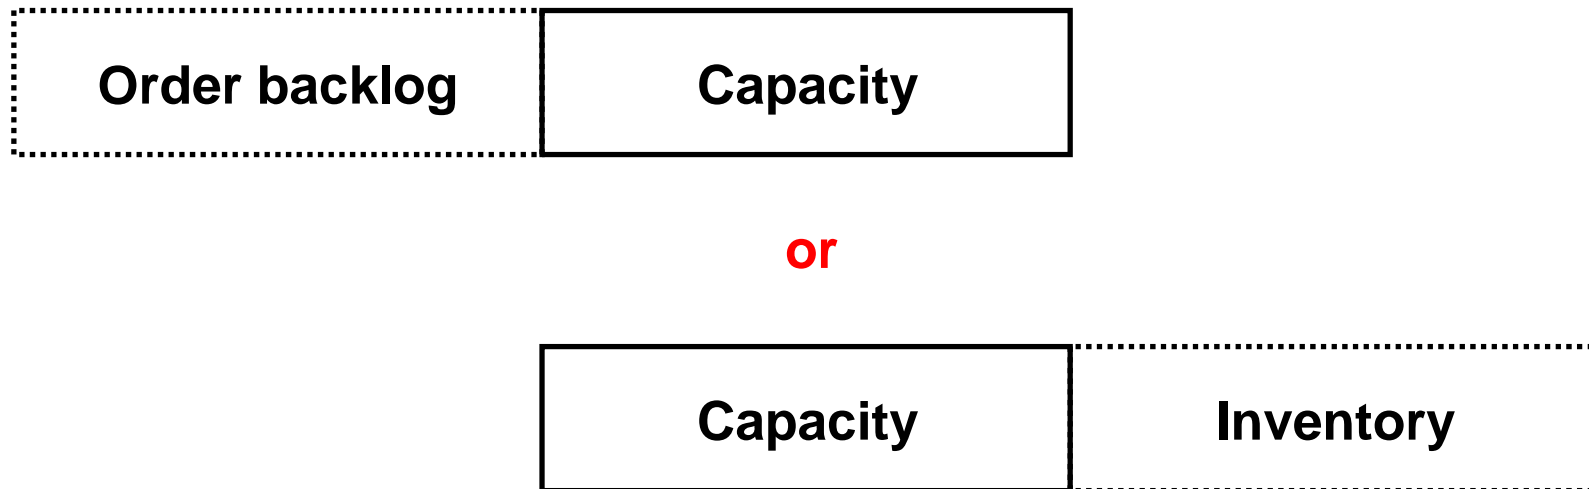 Order backlog
Capacity
or
Capacity
Inventory